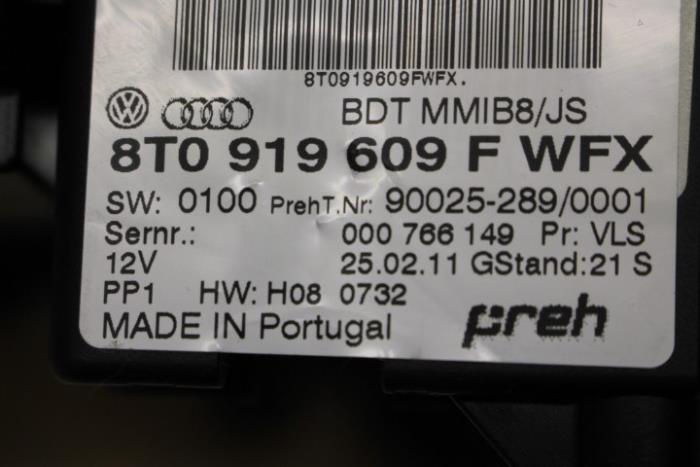 8T0919609FWFX.
BDT MMIB8/JS
8T0 919 609 F WFX
SW: 0100 PrehT.Nr: 90025-289/0001
Sernr.: 000 766 149 Pr: VLS
12V 25.02.11 GStand:21 S
PP1 HW: H08 0732
MADE IN Portugal preh